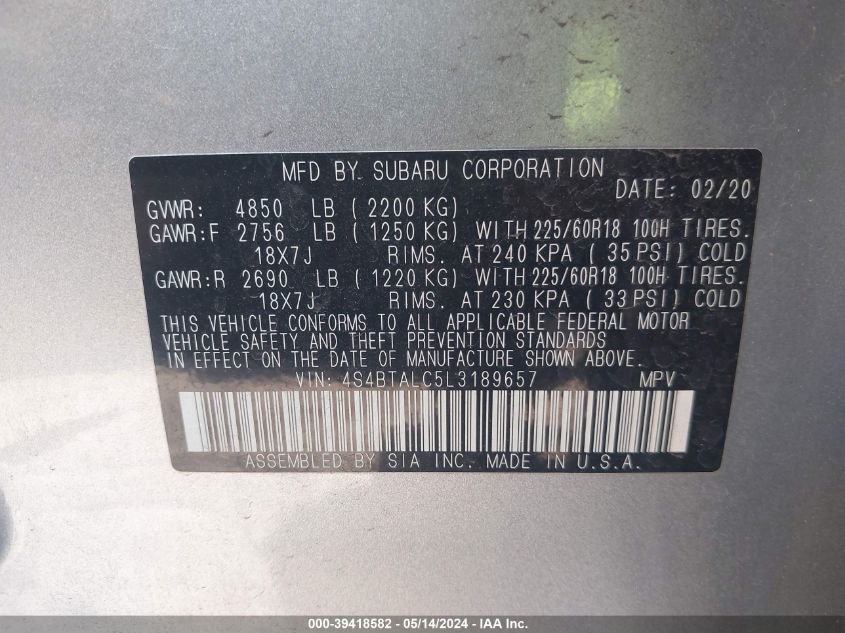 MFD BY SUBARU CORPORATION
DATE: 02/20
GVWR: 4850 LB ( 2200 KG)
GAWR:F 2756 LB ( 1250 KG) WITH 225/60R18 100H TIRES.
18X7J RIMS. AT 240 KPA ( 35 PSI) COLD
GAWR:R 2690 LB ( 1220 KG) WITH 225/60R18 100H TIRES.
18X7J RIMS. AT 230 KPA ( 33 PSI) COLD
THIS VEHICLE CONFORMS TO ALL APPLICABLE FEDERAL MOTOR
VEHICLE SAFETY AND THEFT PREVENTION STANDARDS
IN EFFECT ON THE DATE OF MANUFACTURE SHOWN ABOVE.
VIN: 4S4BTALC5L3189657 MPV
ASSEMBLED BY SIA INC. MADE IN U.S.A.
000-39418582 - 05/14/2024 - IAA Inc.